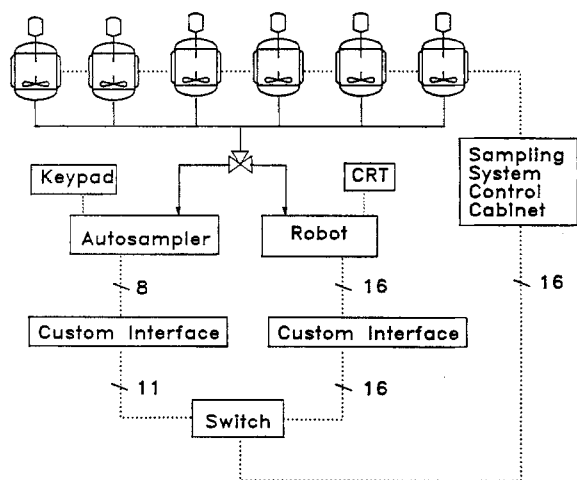 Keypad
CRT
Sampling
System
Control
Cabinet
Autosampler
Robot
8
16
16
Custom Interface
Custom Interface
11
16
Switch